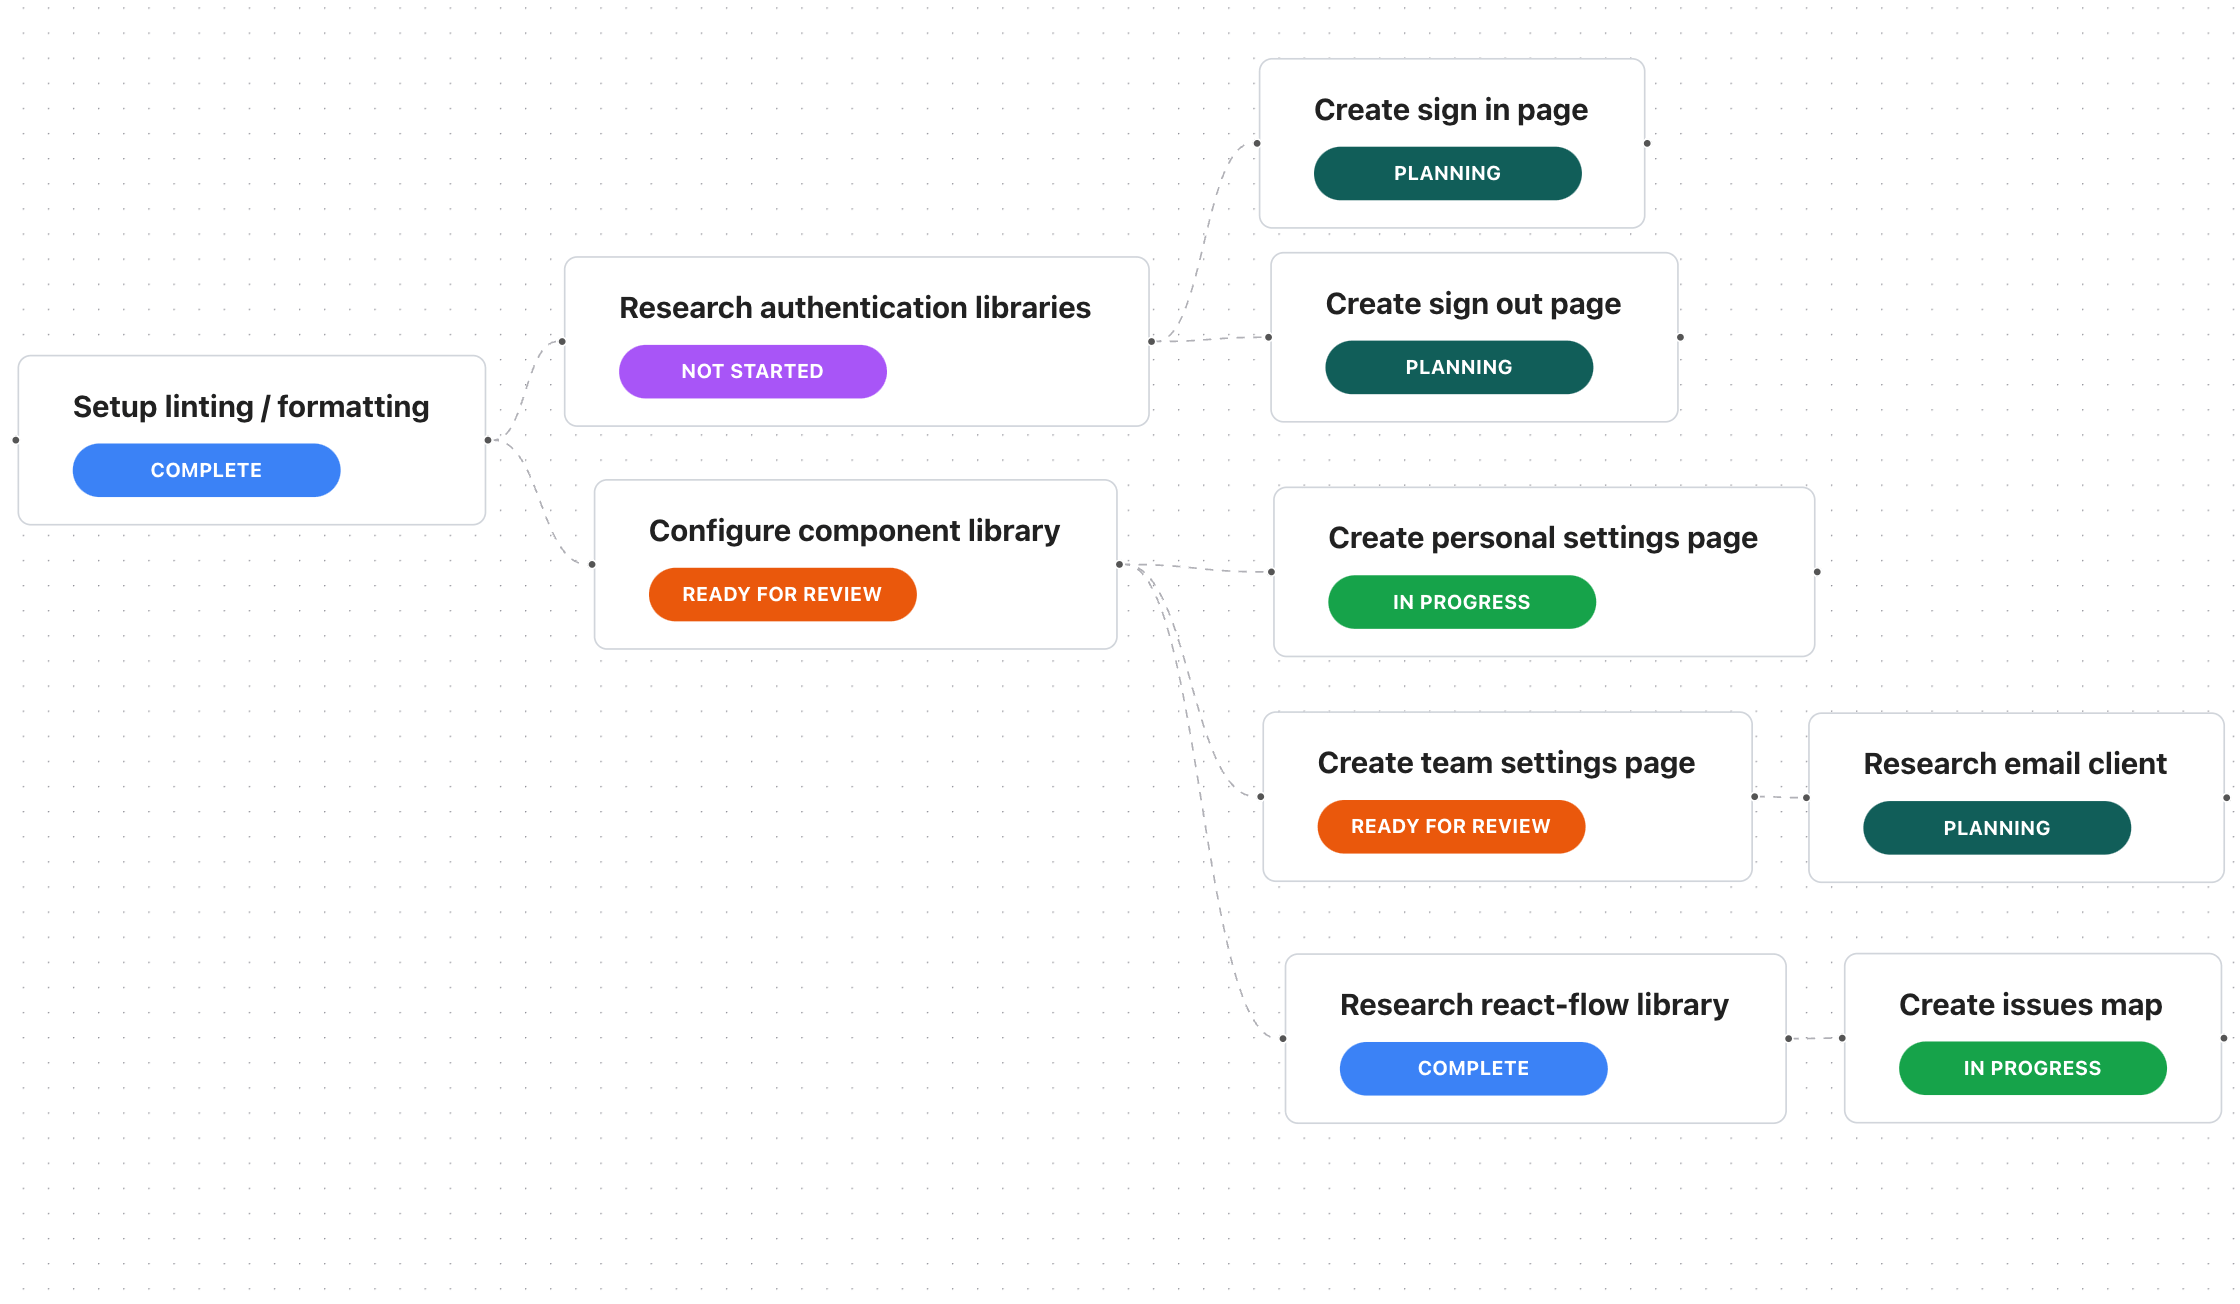 Create sign in page
PLANNING
Research authentication libraries
NOT STARTED
Create sign out page
PLANNING
Setup linting / formatting
COMPLETE
Configure component library
READY FOR REVIEW
Create personal settings page
IN PROGRESS
Create team settings page
READY FOR REVIEW
Research email client
PLANNING
Research react-flow library
COMPLETE
Create issues map
IN PROGRESS